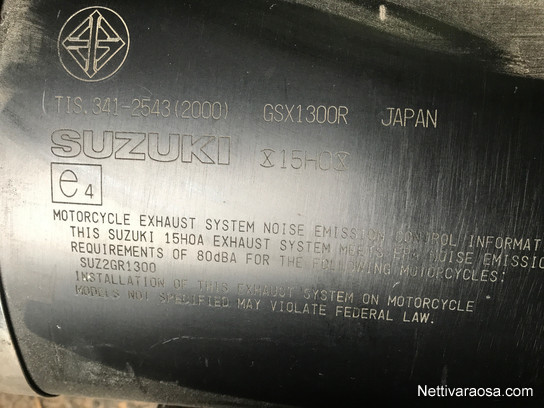 (TIS.341-2543(2000) GSX1300R JAPAN
SUZUKI 15H0
e4
MOTORCYCLE EXHAUST SYSTEM NOISE EMISSION CONTROL INFORMAT
THIS SUZUKI 15H0A EXHAUST SYSTEM MEETS EPA NOISE EMISSIO
REQUIREMENTS OF 80dBA FOR THE FOLLOWING MOTORCYCLES:
SUZ2GR1300
INSTALLATION OF THIS EXHAUST SYSTEM ON MOTORCYCLE
MODELS NOT SPECIFIED MAY VIOLATE FEDERAL LAW.
Nettivaraosa.com